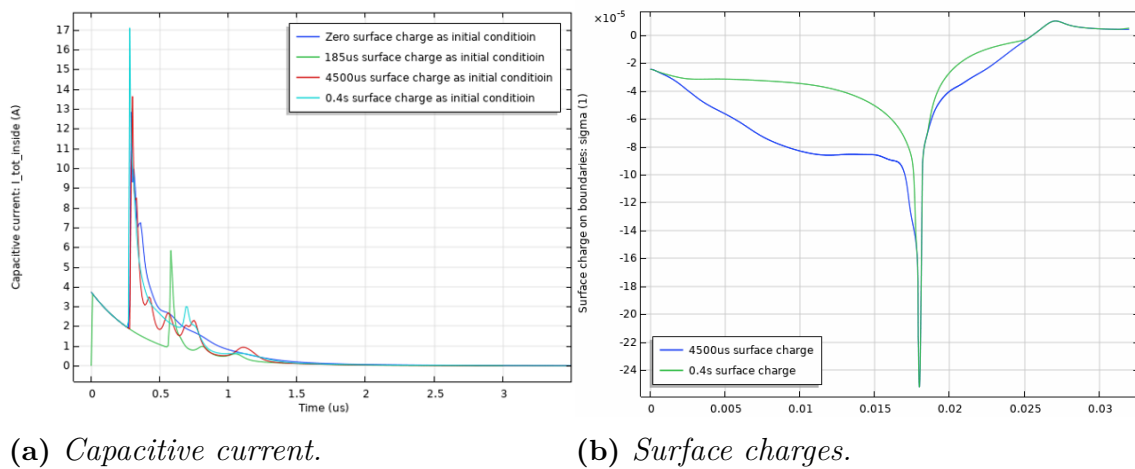 17
16
15
14
13
12
11
10
9
8
7
6
5
4
3
2
1
0
Capacitive current: I_tot_inside (A)
Zero surface charge as initial conditioin
185us surface charge as initial conditioin
4500us surface charge as initial conditioin
0.4s surface charge as initial conditioin
0 0.5 1 1.5 2 2.5 3
Time (us)
×10⁻⁵
0
-2
-4
-6
-8
-10
-12
-14
-16
-18
-20
-22
-24
Surface charge on boundaries: sigma (1)
4500us surface charge
0.4s surface charge
0 0.005 0.01 0.015 0.02 0.025 0.03
(a) Capacitive current.
(b) Surface charges.